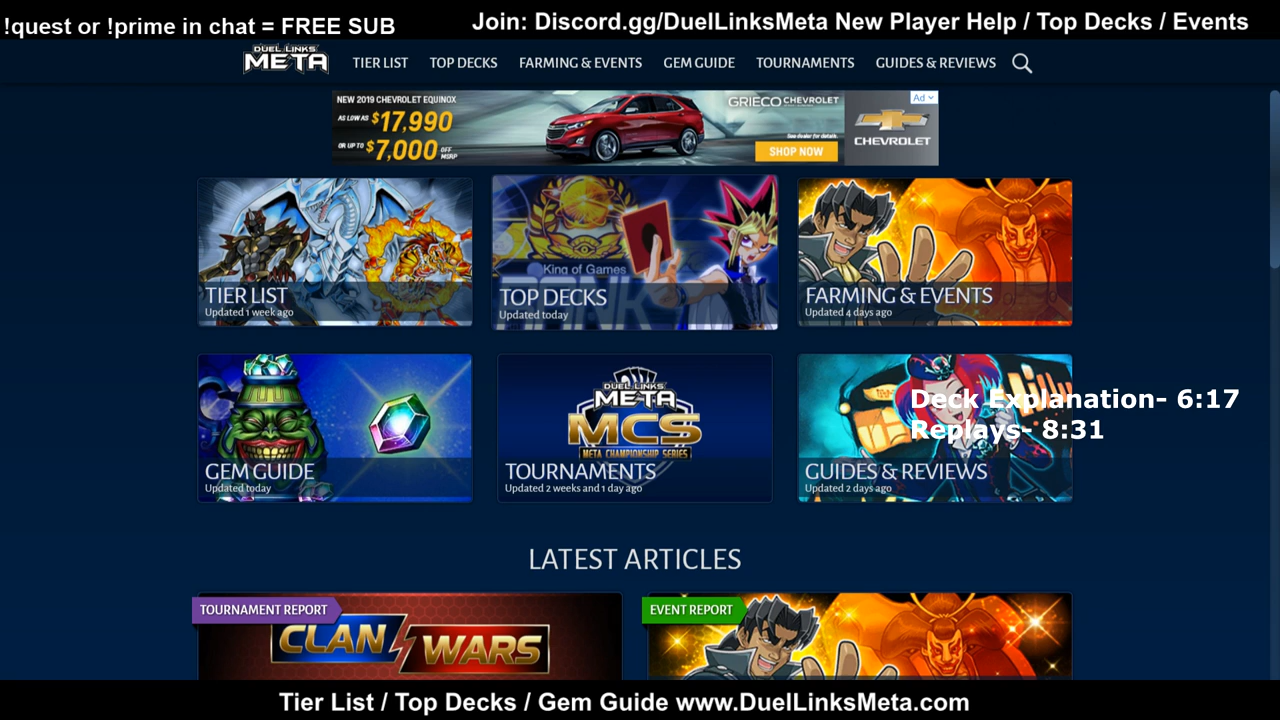 !quest or !prime in chat = FREE SUB
Join: Discord.gg/DuelLinksMeta New Player Help / Top Decks / Events
DUEL LINKS
META
TIER LIST
TOP DECKS
FARMING & EVENTS
GEM GUIDE
TOURNAMENTS
GUIDES & REVIEWS
NEW 2019 CHEVROLET EQUINOX
AS LOW AS $17,990
OR UP TO $7,000 OFF MSRP
GRIECO CHEVROLET
See dealer for details.
SHOP NOW
Ad
CHEVROLET
TIER LIST
Updated 1 week ago
King of Games
TOP DECKS
Updated today
FARMING & EVENTS
Updated 4 days ago
GEM GUIDE
Updated today
DUEL LINKS
META
MCS
META CHAMPIONSHIP SERIES
TOURNAMENTS
Updated 2 weeks and 1 day ago
Deck Explanation- 6:17
Replays- 8:31
GUIDES & REVIEWS
Updated 2 days ago
LATEST ARTICLES
TOURNAMENT REPORT
CLAN WARS
EVENT REPORT
Tier List / Top Decks / Gem Guide www.DuelLinksMeta.com